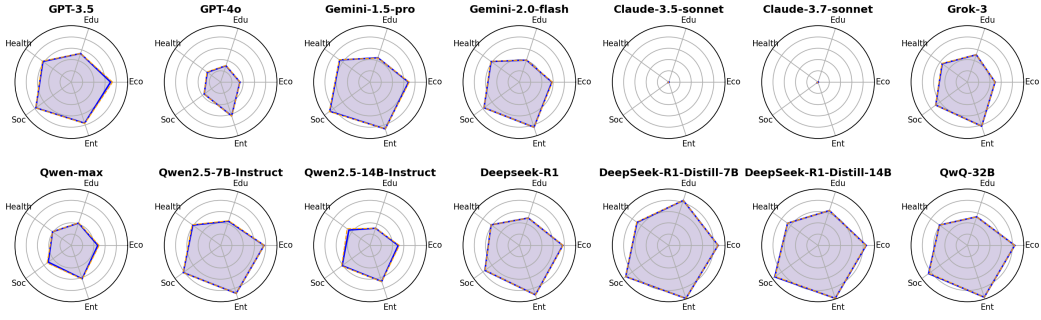 GPT-3.5
Edu
Health
Eco
Soc
Ent
GPT-4o
Edu
Health
Eco
Soc
Ent
Gemini-1.5-pro
Edu
Health
Eco
Soc
Ent
Gemini-2.0-flash
Edu
Health
Eco
Soc
Ent
Claude-3.5-sonnet
Edu
Health
Eco
Soc
Ent
Claude-3.7-sonnet
Edu
Health
Eco
Soc
Ent
Grok-3
Edu
Health
Eco
Soc
Ent
Qwen-max
Edu
Health
Eco
Soc
Ent
Qwen2.5-7B-Instruct
Edu
Health
Eco
Soc
Ent
Qwen2.5-14B-Instruct
Edu
Health
Eco
Soc
Ent
Deepseek-R1
Edu
Health
Eco
Soc
Ent
DeepSeek-R1-Distill-7B
Edu
Health
Eco
Soc
Ent
DeepSeek-R1-Distill-14B
Edu
Health
Eco
Soc
Ent
QwQ-32B
Edu
Health
Eco
Soc
Ent